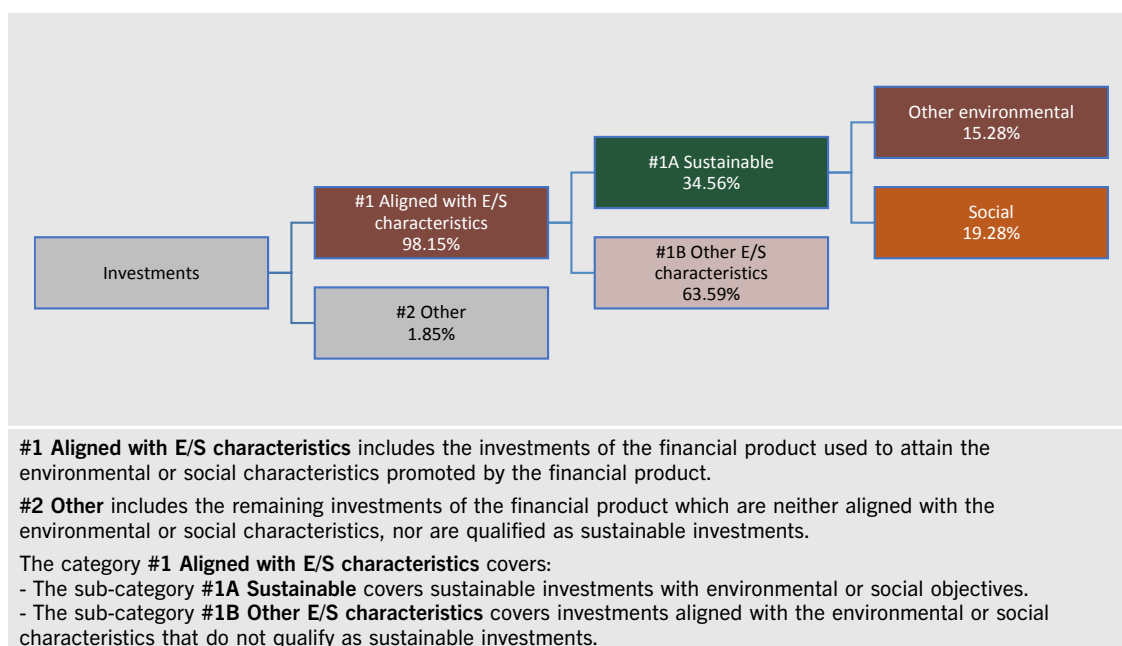 Other environmental
15.28%
#1A Sustainable
34.56%
#1 Aligned with E/S
characteristics
98.15%
Social
19.28%
Investments
#1B Other E/S
characteristics
63.59%
#2 Other
1.85%
#1 Aligned with E/S characteristics includes the investments of the financial product used to attain the
environmental or social characteristics promoted by the financial product.
#2 Other includes the remaining investments of the financial product which are neither aligned with the
environmental or social characteristics, nor are qualified as sustainable investments.
The category #1 Aligned with E/S characteristics covers:
- The sub-category #1A Sustainable covers sustainable investments with environmental or social objectives.
- The sub-category #1B Other E/S characteristics covers investments aligned with the environmental or social
characteristics that do not qualify as sustainable investments.